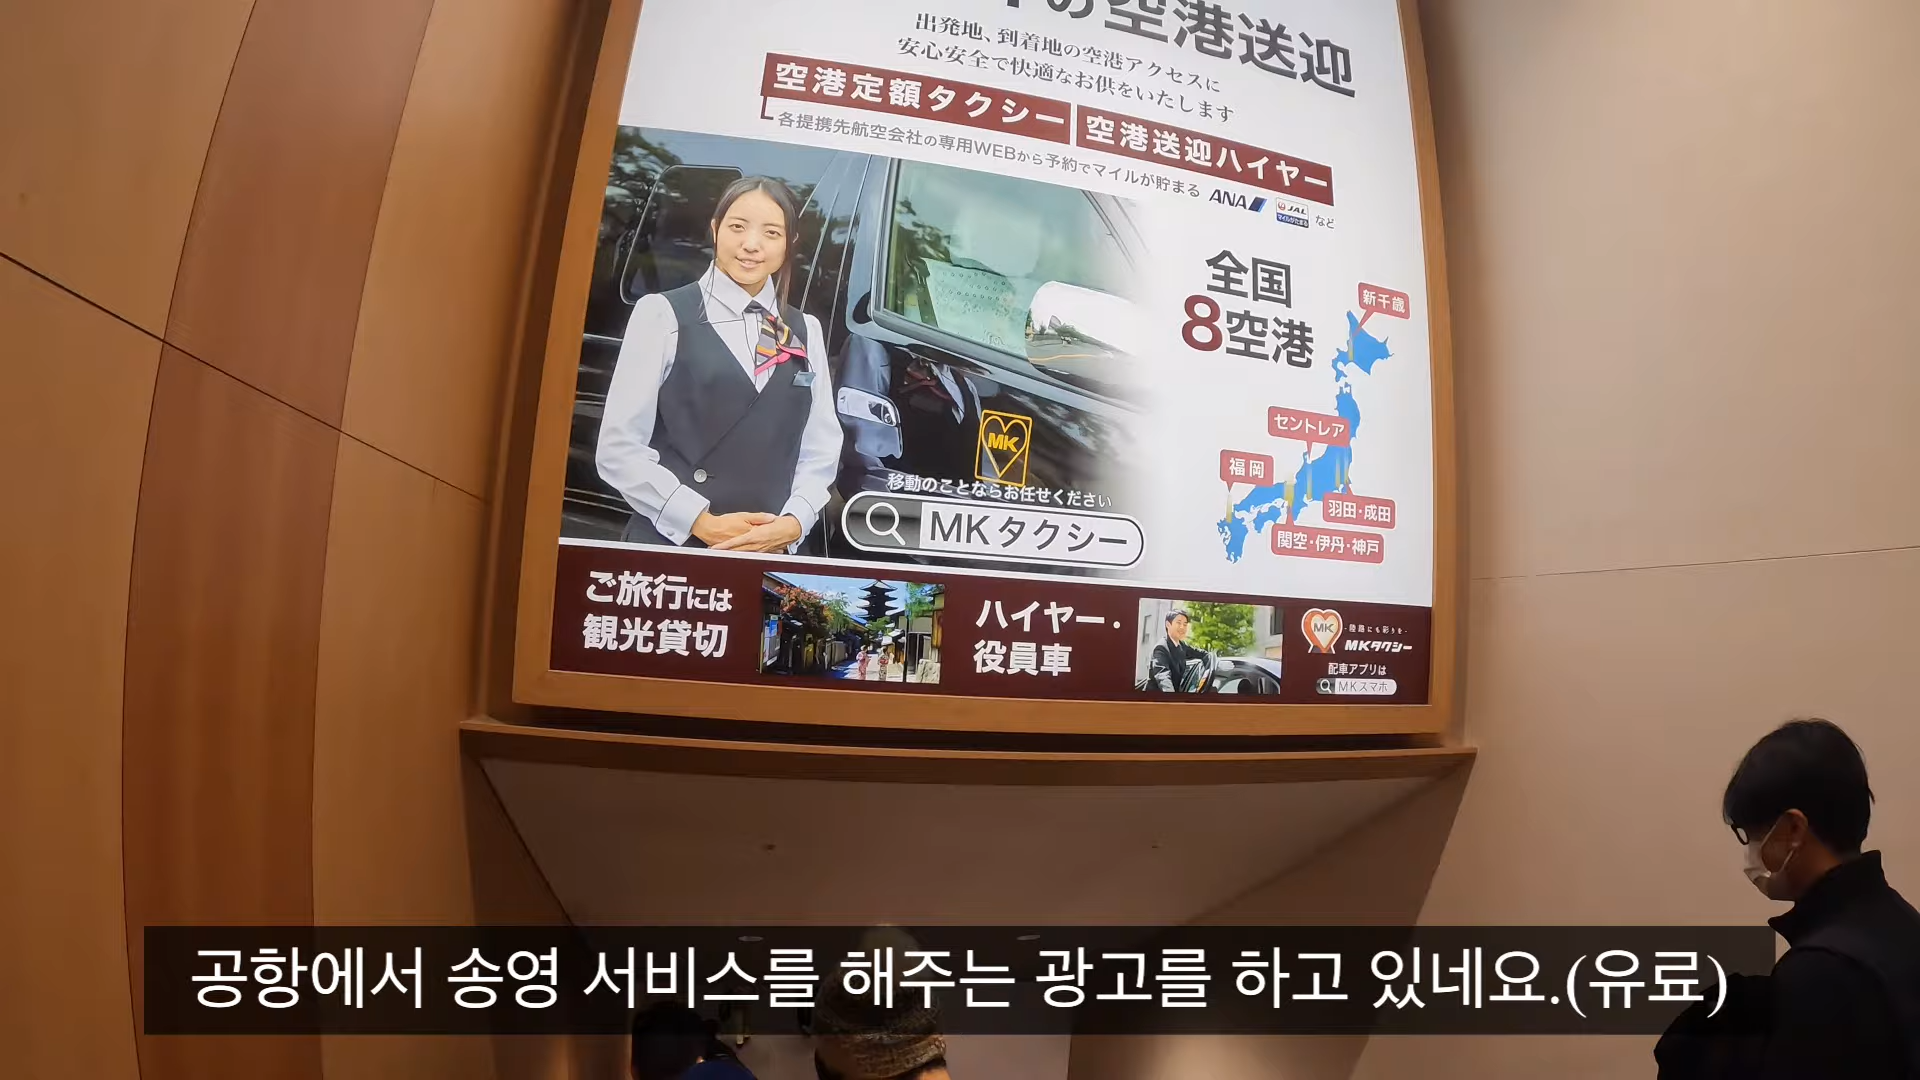 の空港送迎
出発地、到着地の空港アクセスに
安心安全で快適なお供をいたします
空港定額タクシー 空港送迎ハイヤー
各提携先航空会社の専用WEBから予約でマイルが貯まる ANA JAL など
全国
8空港
新千歳
セントレア
福岡
羽田・成田
関空・伊丹・神戸
MK
移動のことならお任せください
MKタクシー
ご旅行には
観光貸切
ハイヤー・
役員車
MK
-陸路にも彩りを-
MKタクシー
配車アプリは
MKスマホ
공항에서 송영 서비스를 해주는 광고를 하고 있네요.(유료)